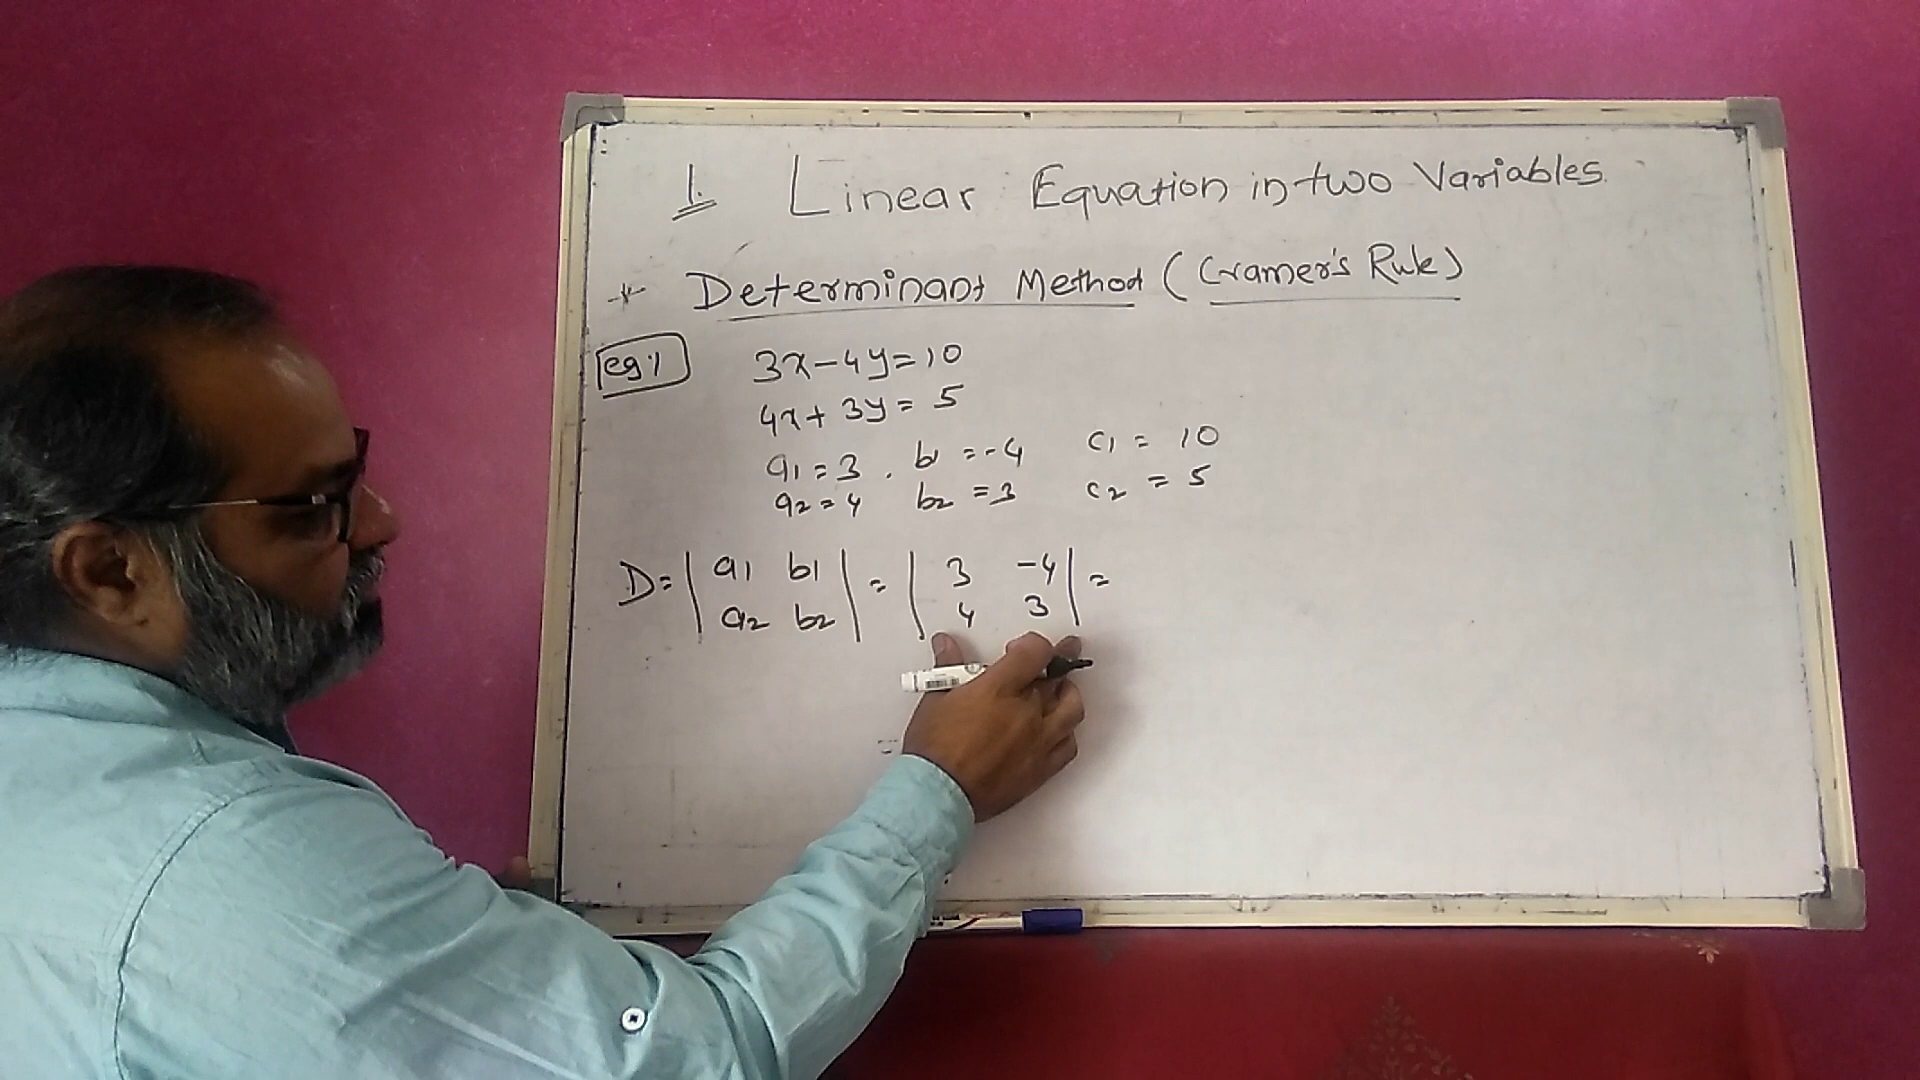 1. Linear Equation in two Variables.
* Determinant Method (Cramer's Rule)
eg 1 3x-4y=10
4x+3y=5
a1=3. b1=-4 c1=10
a2=4 b2=3 c2=5
D=|a1 b1|=|3 -4|=
|a2 b2| |4 3|
=